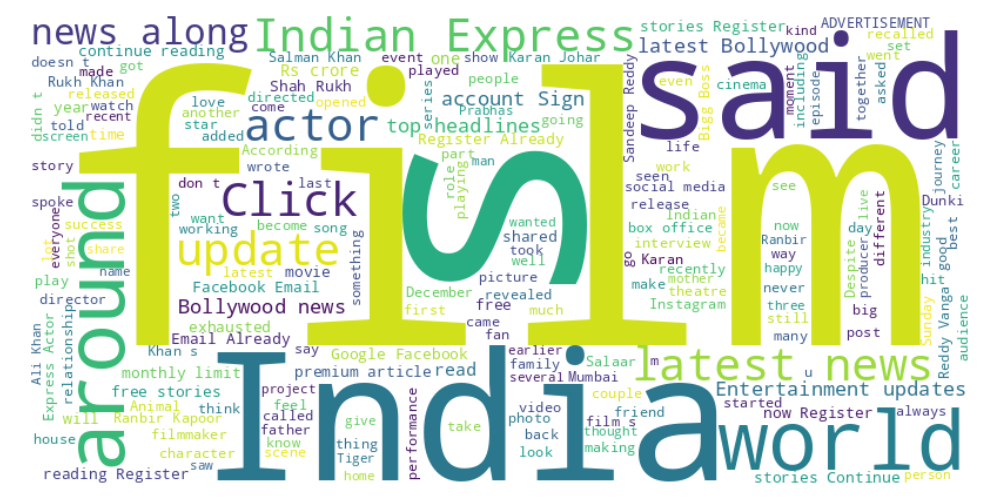 news along
Indian Express
stories Register
kind
ADVERTISEMENT
recalled
continue reading
Salman Khan
event
show
Karan Johar
latest Bollywood
set
doesn t
made
got
Rs crore
played
one
went
Rukh Khan
Shah Rukh
people
even
cinema
said
released
directed
opened
series
account Sign
Sandeep Reddy
Bigg Boss
moment
including
episode
together
asked
didn t
year
watch
love
another
come
Prabhas
going
recent
star
actor
top headlines
told
added
Register Already
life
dscreen
time
According
part
man
work
story
wrote
role
playing
seen
journey
career
film
s
spoke
don t
last
social media
see
Dunki
around
everyone
two
Click
wanted
release
Indian
live
different
want
become
song
shared
box office
became
now
day
success
working
took
go
Karan
interview
Ranbir
Despite
producer
industry
best
lot
shot
share
update
something
well
recently
way
good
name
latest
movie
picture
make
mother
happy
hit
play
Facebook Email
December
revealed
theatre
never
director
Bollywood news
first
free
much
Instagram
three
big
relationship
exhausted
came
still
post
Sunday
Reddy Vanga
audience
Email Already
fan
many
Ali Khan
Express Actor
Khan s
say
Google Facebook
earlier
Salaar
m
latest news
monthly limit
premium article
read
family
several
Mumbai
u
Entertainment updates
free stories
project
couple
started
Animal
think
feel
called
performance
video
friend
now Register
always
will
Ranbir Kapoor
father
give
take
photo
film s
India
world
house
filmmaker
know
thing
back
thought
character
scene
Tiger
look
making
reading Register
saw
home
stories Continue
person